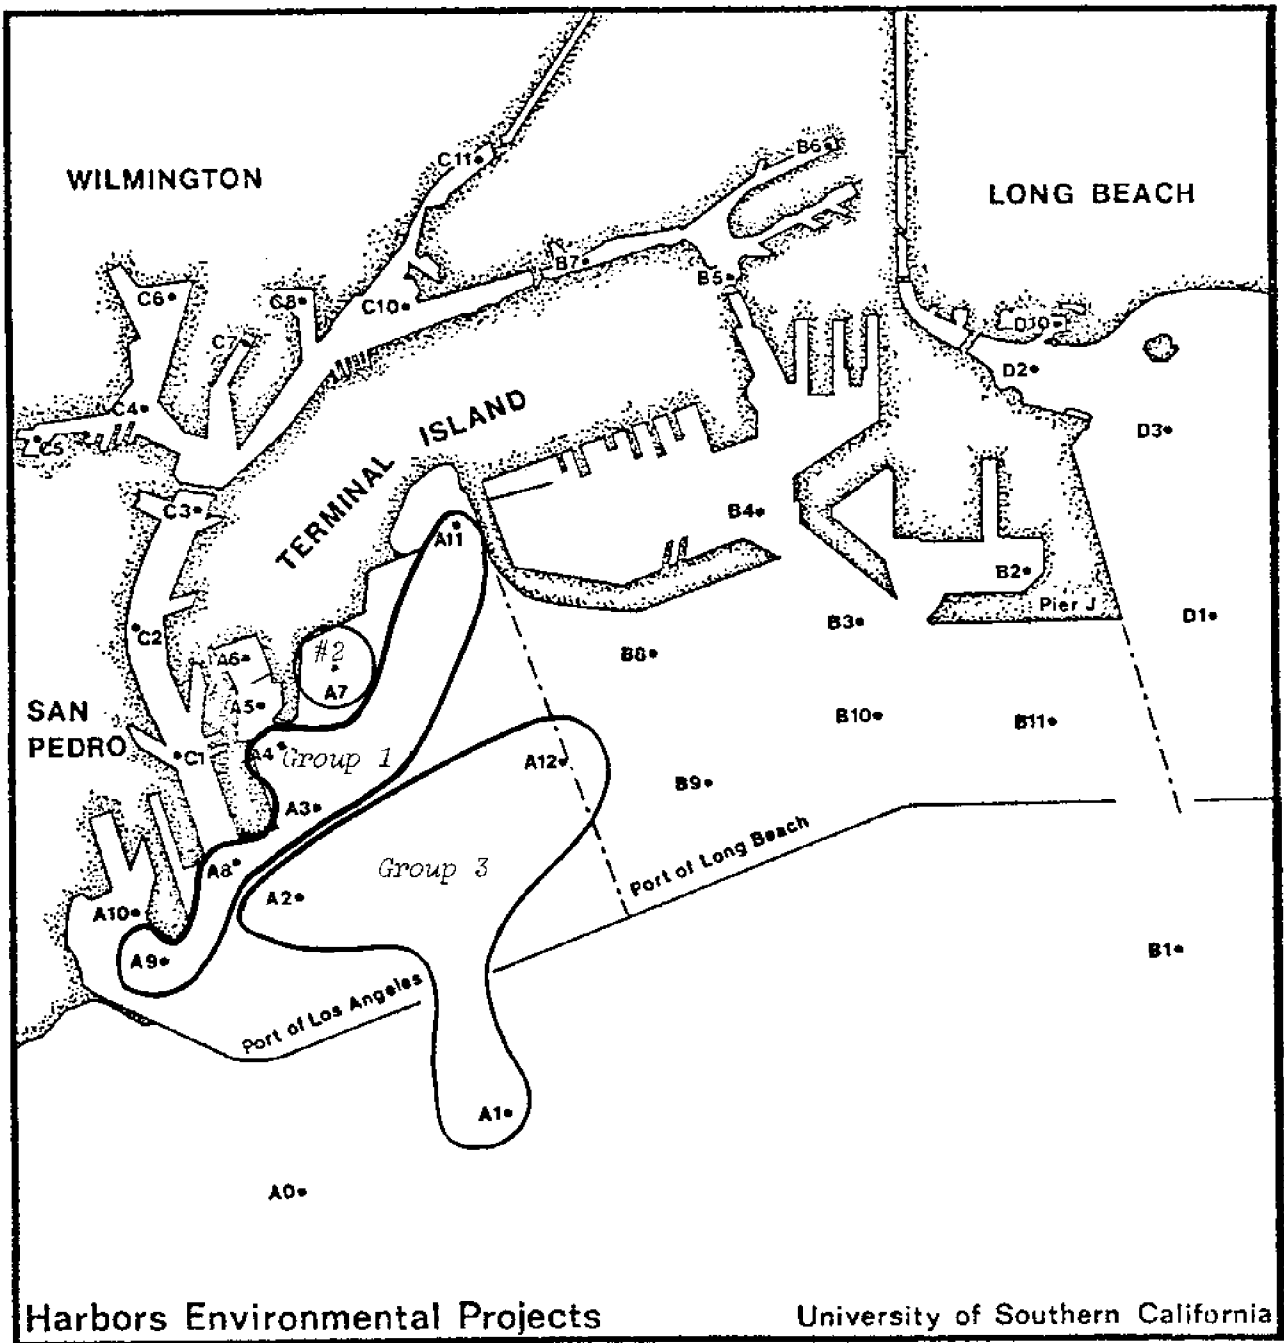 C11
B6
WILMINGTON
LONG BEACH
B7
B5
C6
C8
C10
D10
C7
D2
C4
TERMINAL ISLAND
D3
C5
C3
B4
A11
B2
Pier J
C2
B3
D1
#2
A6
B8
A7
A5
SAN
PEDRO
B10
B11
C1
A4
Group 1
A12
B9
A3
Port of Long Beach
A8
Group 3
A2
A10
B1
A9
Port of Los Angeles
A1
A0
Harbors Environmental Projects
University of Southern California